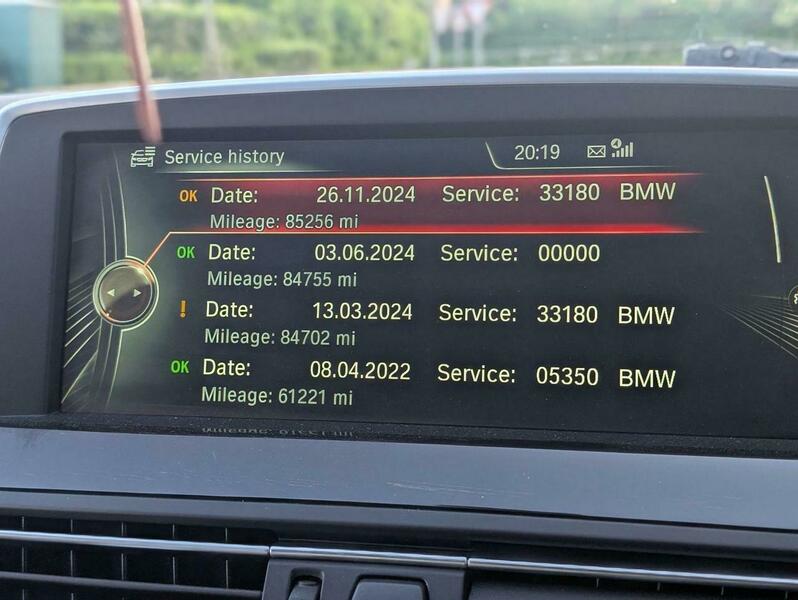 Service history 20:19
OK Date: 26.11.2024 Service: 33180 BMW
Mileage: 85256 mi
OK Date: 03.06.2024 Service: 00000
Mileage: 84755 mi
! Date: 13.03.2024 Service: 33180 BMW
Mileage: 84702 mi
OK Date: 08.04.2022 Service: 05350 BMW
Mileage: 61221 mi